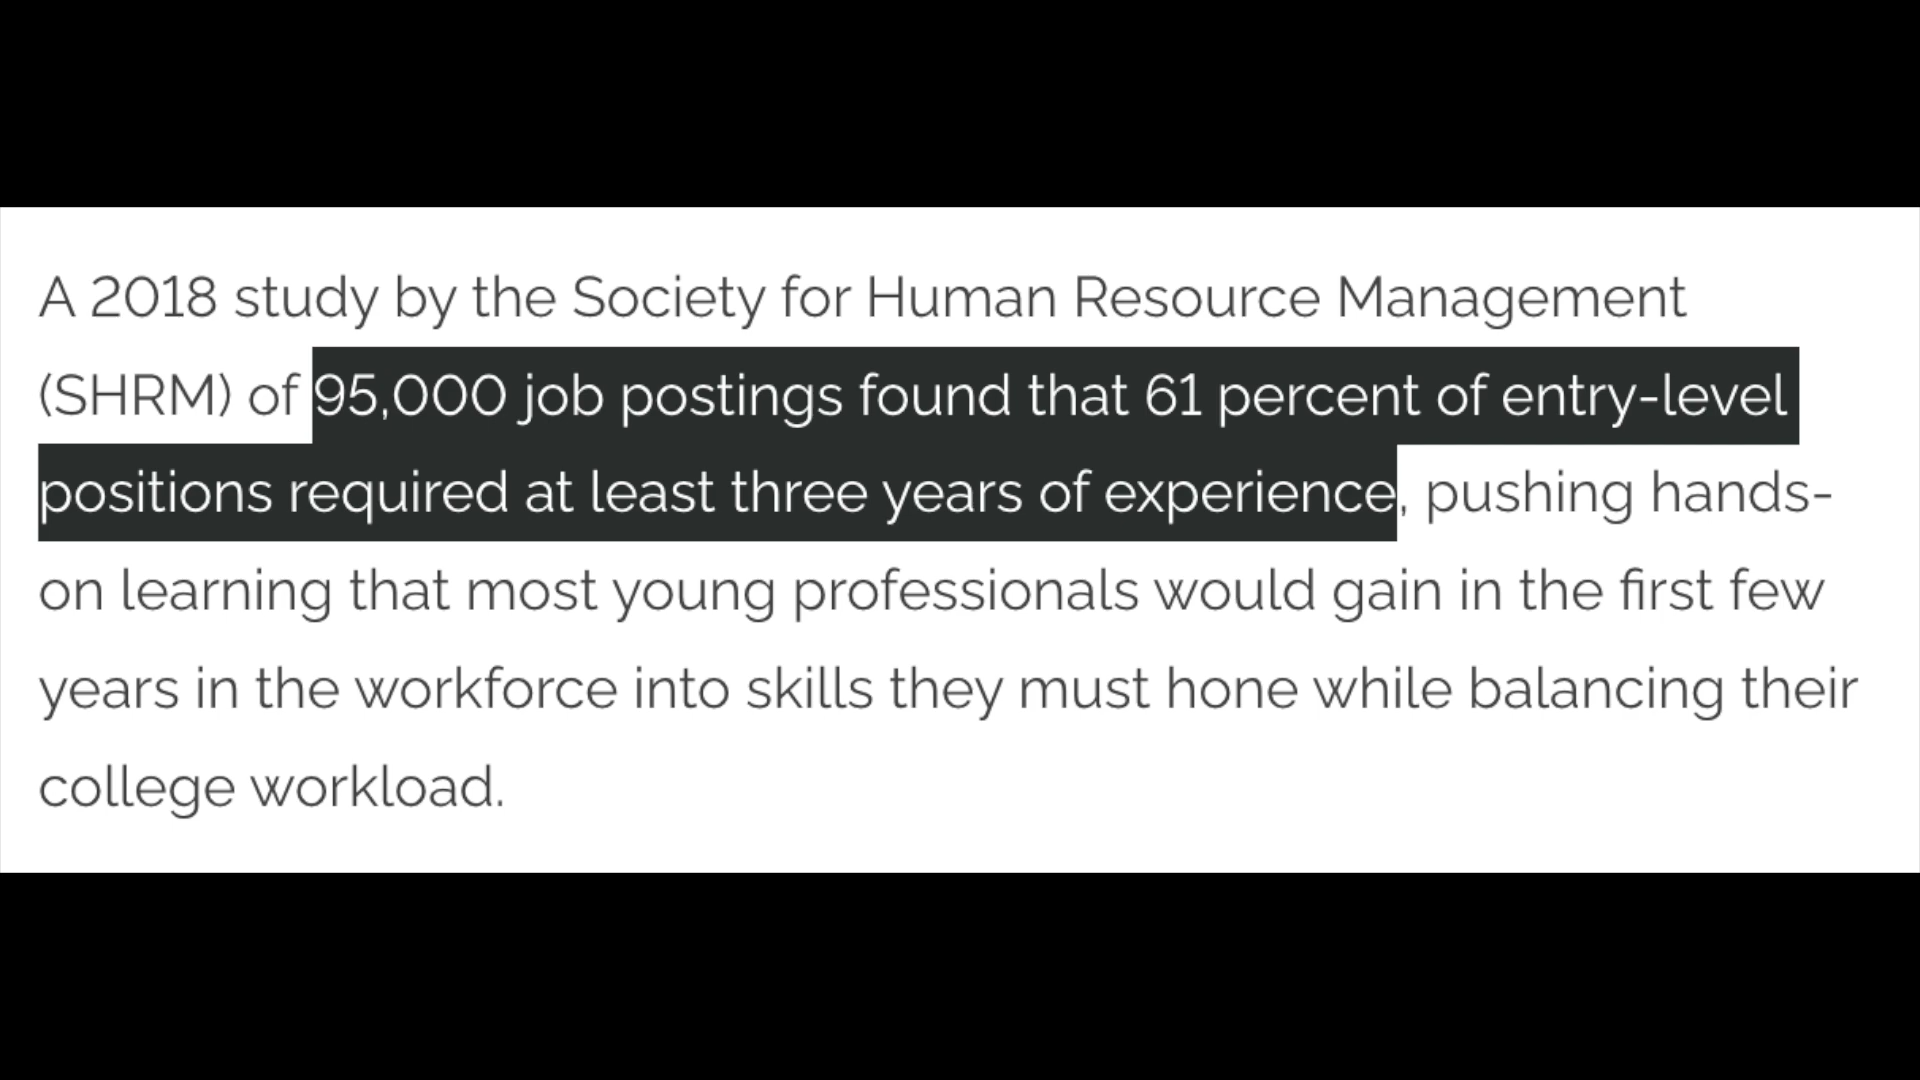 A 2018 study by the Society for Human Resource Management
(SHRM) of 95,000 job postings found that 61 percent of entry-level
positions required at least three years of experience, pushing hands-
on learning that most young professionals would gain in the first few
years in the workforce into skills they must hone while balancing their
college workload.